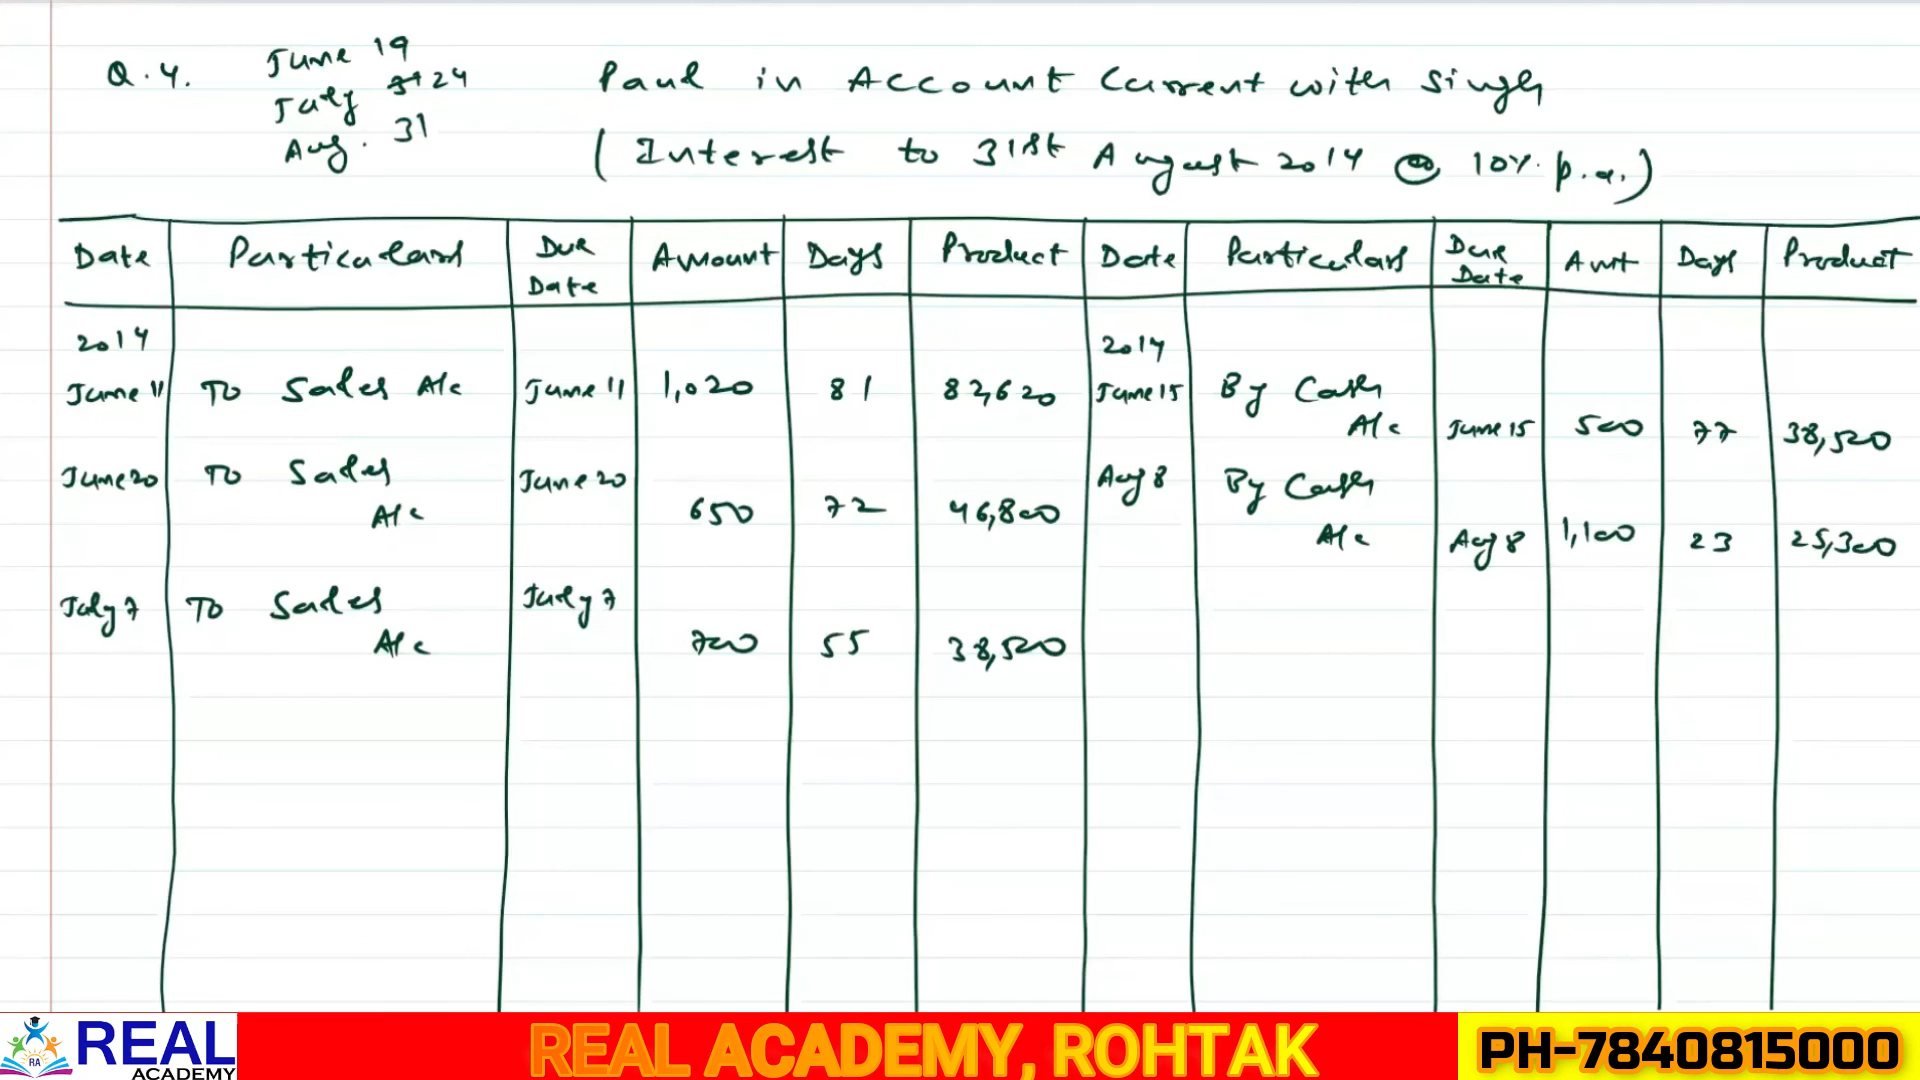 Q.4.
June 19
July 24
Aug. 31
Paul in Account Current with Singh
(Interest to 31st August 2014 @ 10% p.a.)
Date Particulars Due Date Amount Days Product Date Particulars Due Date Amt Days Product
2014 2014
June 11 To Sales A/c June 11 1,020 81 82,620 June 15 By Cash
A/c June 15 500 77 38,500
June 20 To Sales June 20 Aug 8 By Cash
A/c 650 72 46,800 A/c Aug 8 1,100 23 25,300
July 7 To Sales July 7
A/c 700 55 38,500
REAL
ACADEMY
RA
REAL ACADEMY, ROHTAK
PH-7840815000